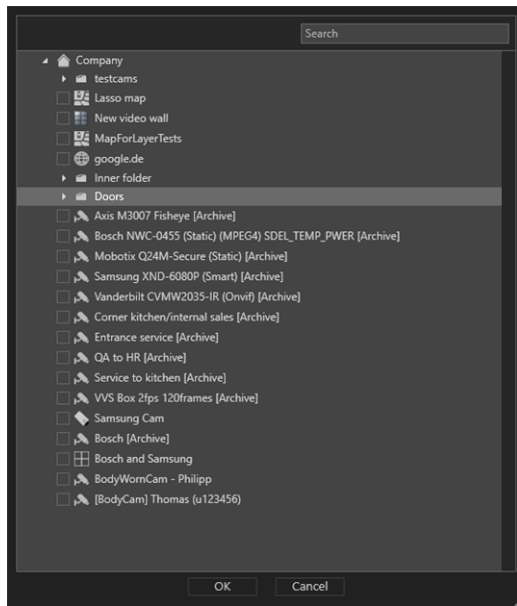 Search
Company
testcams
Lasso map
New video wall
MapForLayerTests
google.de
Inner folder
Doors
Axis M3007 Fisheye [Archive]
Bosch NWC-0455 (Static) (MPEG4) SDEL_TEMP_PWER [Archive]
Mobotix Q24M-Secure (Static) [Archive]
Samsung XND-6080P (Smart) [Archive]
Vanderbilt CVMW2035-IR (Onvif) [Archive]
Corner kitchen/internal sales [Archive]
Entrance service [Archive]
QA to HR [Archive]
Service to kitchen [Archive]
VVS Box 2fps 120frames [Archive]
Samsung Cam
Bosch [Archive]
Bosch and Samsung
BodyWornCam - Philipp
[BodyCam] Thomas (u123456)
OK Cancel